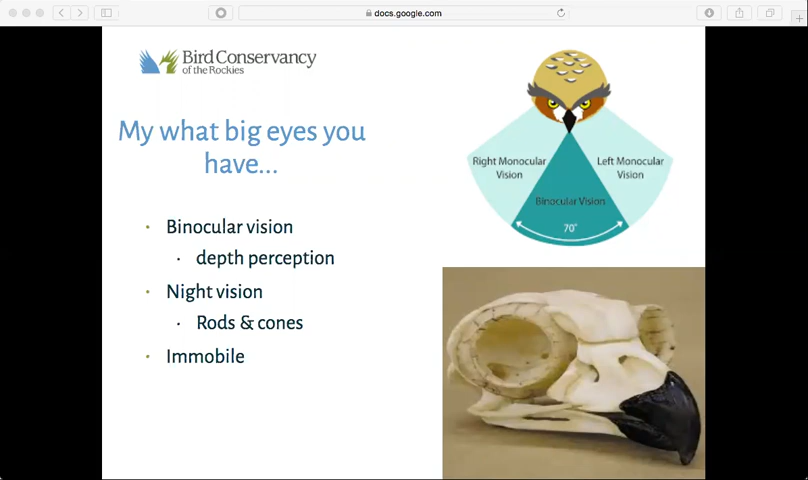 docs.google.com
Bird Conservancy
of the Rockies
My what big eyes you
have...
• Binocular vision
• depth perception
• Night vision
• Rods & cones
• Immobile
Right Monocular
Vision
Left Monocular
Vision
Binocular Vision
70°